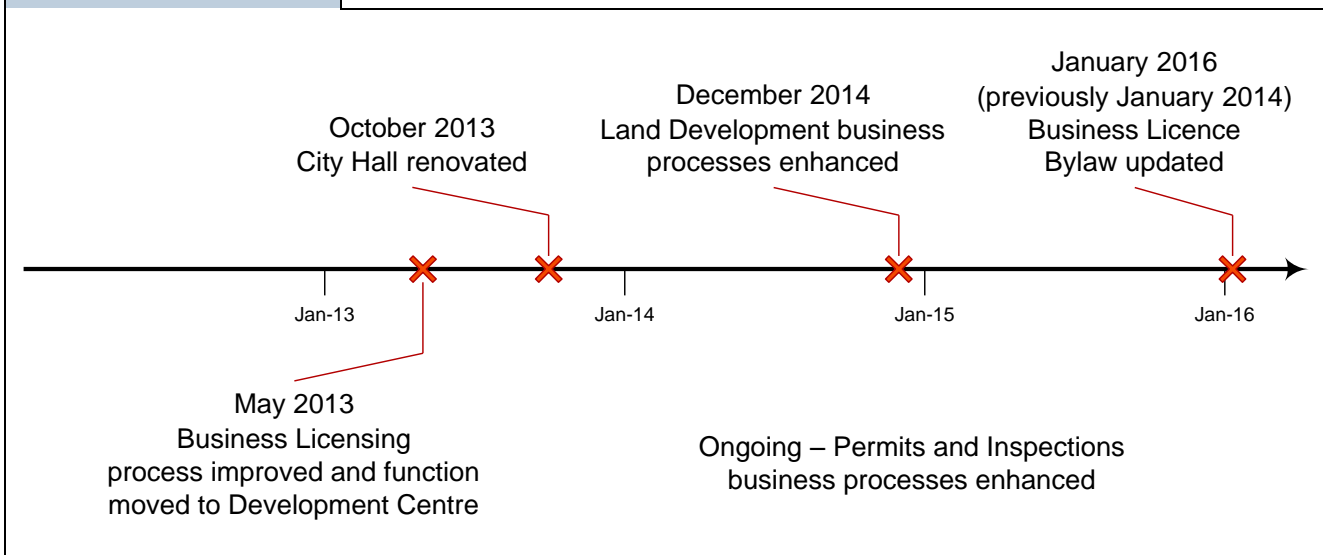 January 2016
(previously January 2014)
Business Licence
Bylaw updated
December 2014
Land Development business
processes enhanced
October 2013
City Hall renovated
Jan-13
Jan-14
Jan-15
Jan-16
May 2013
Business Licensing
process improved and function
moved to Development Centre
Ongoing – Permits and Inspections
business processes enhanced